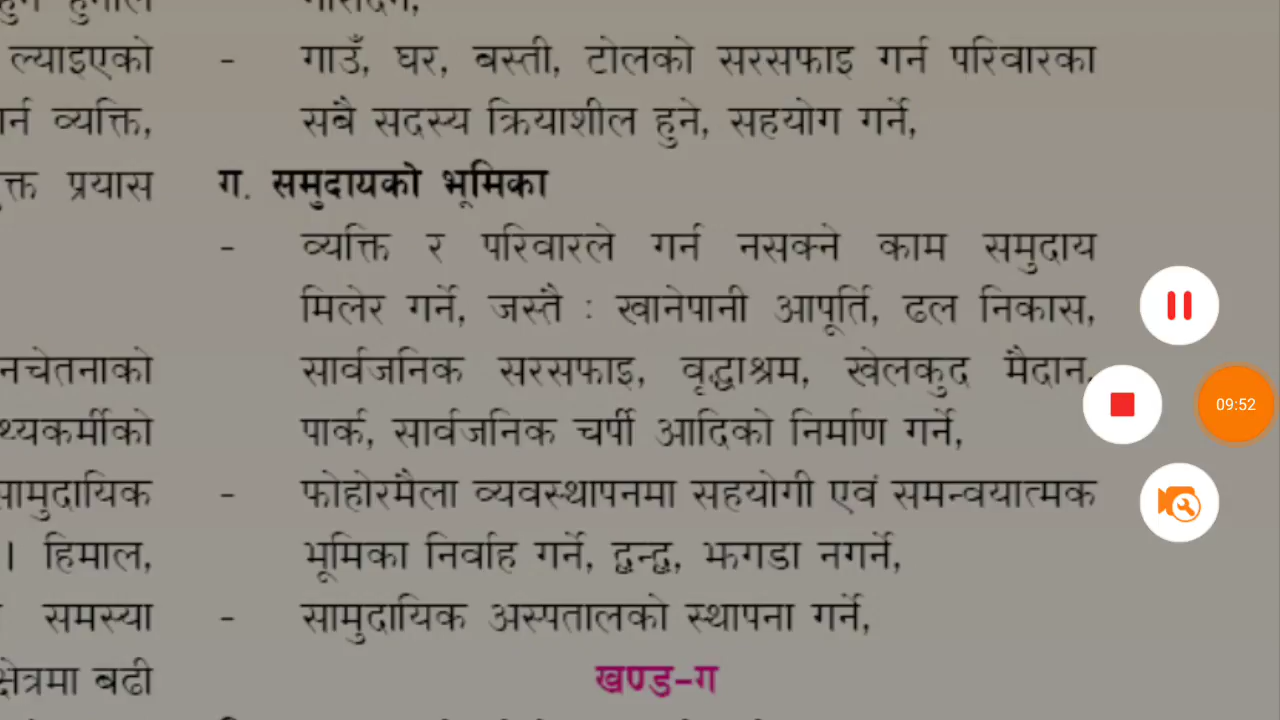 ल्याइएको
र्न व्यक्ति,
प्रयास
नचेतनाको
थ्यकर्मीको
सामुदायिक
। हिमाल,
समस्या
क्षेत्रमा बढी
- गाउँ, घर, बस्ती, टोलको सरसफाइ गर्न परिवारका
सबै सदस्य क्रियाशील हुने, सहयोग गर्ने,
ग. समुदायको भूमिका
- व्यक्ति र परिवारले गर्न नसक्ने काम समुदाय
मिलेर गर्ने, जस्तै : खानेपानी आपूर्ति, ढल निकास,
सार्वजनिक सरसफाइ, वृद्धाश्रम, खेलकुद मैदान,
पार्क, सार्वजनिक चर्पी आदिको निर्माण गर्ने,
- फोहोरमैला व्यवस्थापनमा सहयोगी एवं समन्वयात्मक
भूमिका निर्वाह गर्ने, द्वन्द्व, झगडा नगर्ने,
- सामुदायिक अस्पतालको स्थापना गर्ने,
खण्ड-ग
09:52